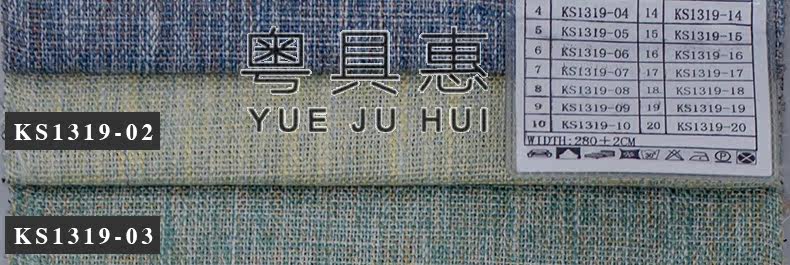 4 KS1319-04 14 KS1319-14
5 KS1319-05 15 KS1319-15
6 KS1319-06 16 KS1319-16
7 KS1319-07 17 KS1319-17
8 KS1319-08 18. KS1319-18
9 KS1319-09 19 KS1319-19
10 KS1319-10 20 KS1319-20
WIDTH:280±2CM
粤具惠
YUE JU HUI
KS1319-02
KS1319-03